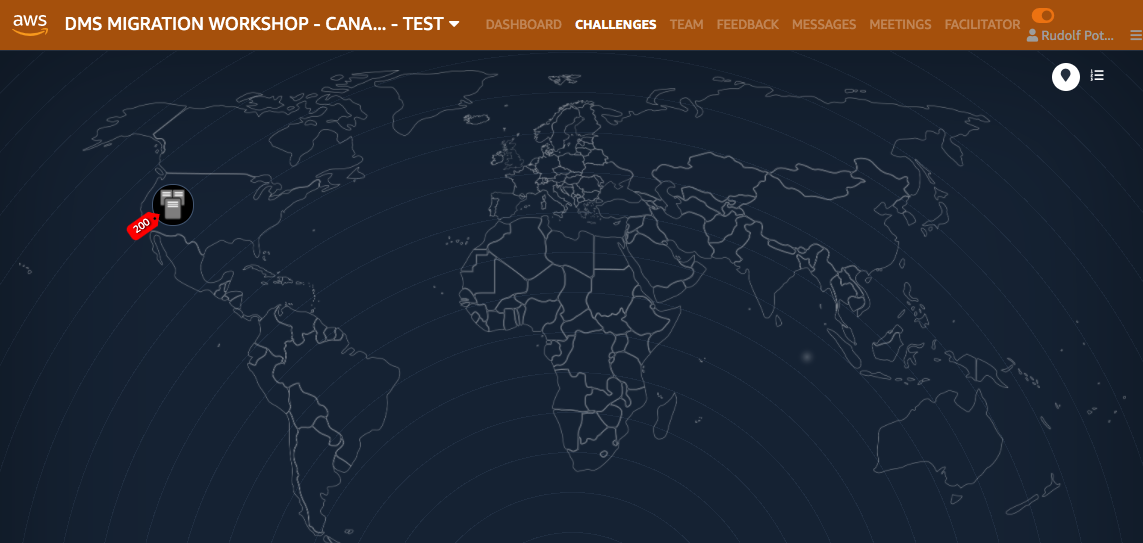 aws
DMS MIGRATION WORKSHOP - CANA... - TEST
DASHBOARD CHALLENGES TEAM FEEDBACK MESSAGES MEETINGS FACILITATOR
Rudolf Pot...
200